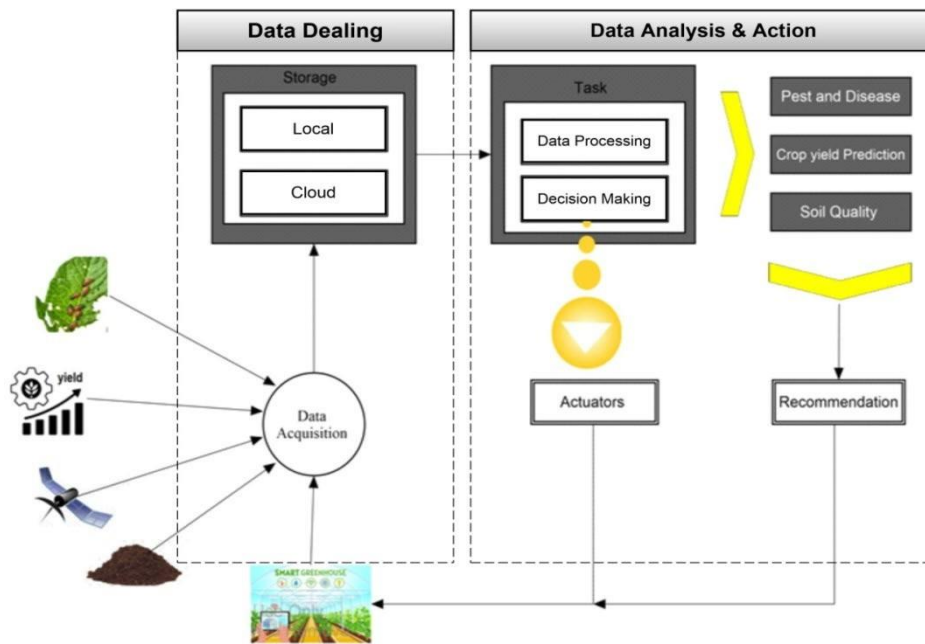 Data Dealing
Data Analysis & Action
Storage
Local
Cloud
Task
Data Processing
Decision Making
Pest and Disease
Crop yield Prediction
Soil Quality
yield
Data
Acquisition
Actuators
Recommendation
SMART GREENHOUSE